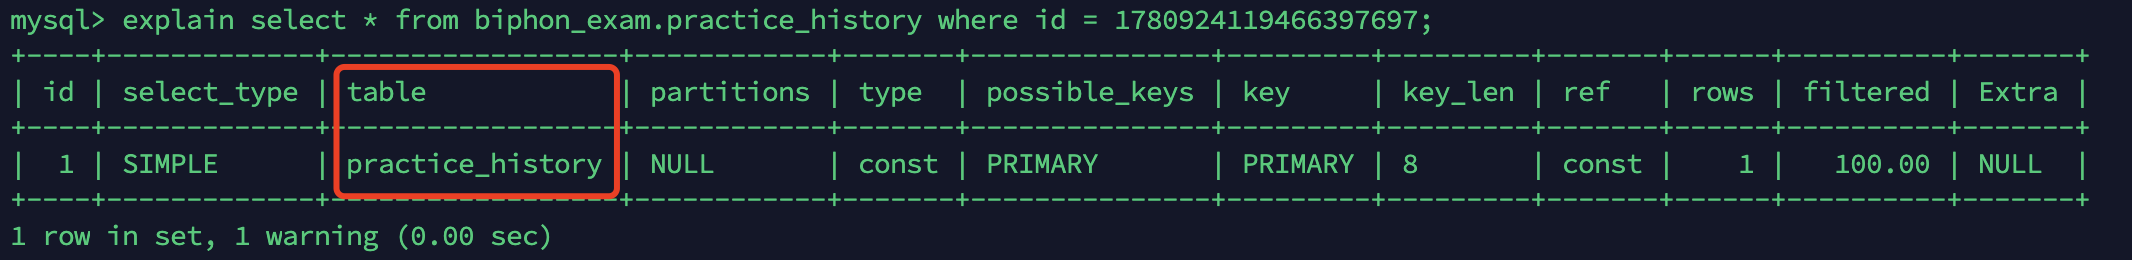 mysql> explain select * from biphon_exam.practice_history where id = 1780924119466397697;
+----+-------------+------------------+------------+-------+---------------+---------+---------+-------+------+----------+-------+
| id | select_type | table            | partitions | type  | possible_keys | key     | key_len | ref   | rows | filtered | Extra |
+----+-------------+------------------+------------+-------+---------------+---------+---------+-------+------+----------+-------+
|  1 | SIMPLE      | practice_history | NULL       | const | PRIMARY       | PRIMARY | 8       | const |    1 |   100.00 | NULL  |
+----+-------------+------------------+------------+-------+---------------+---------+---------+-------+------+----------+-------+
1 row in set, 1 warning (0.00 sec)